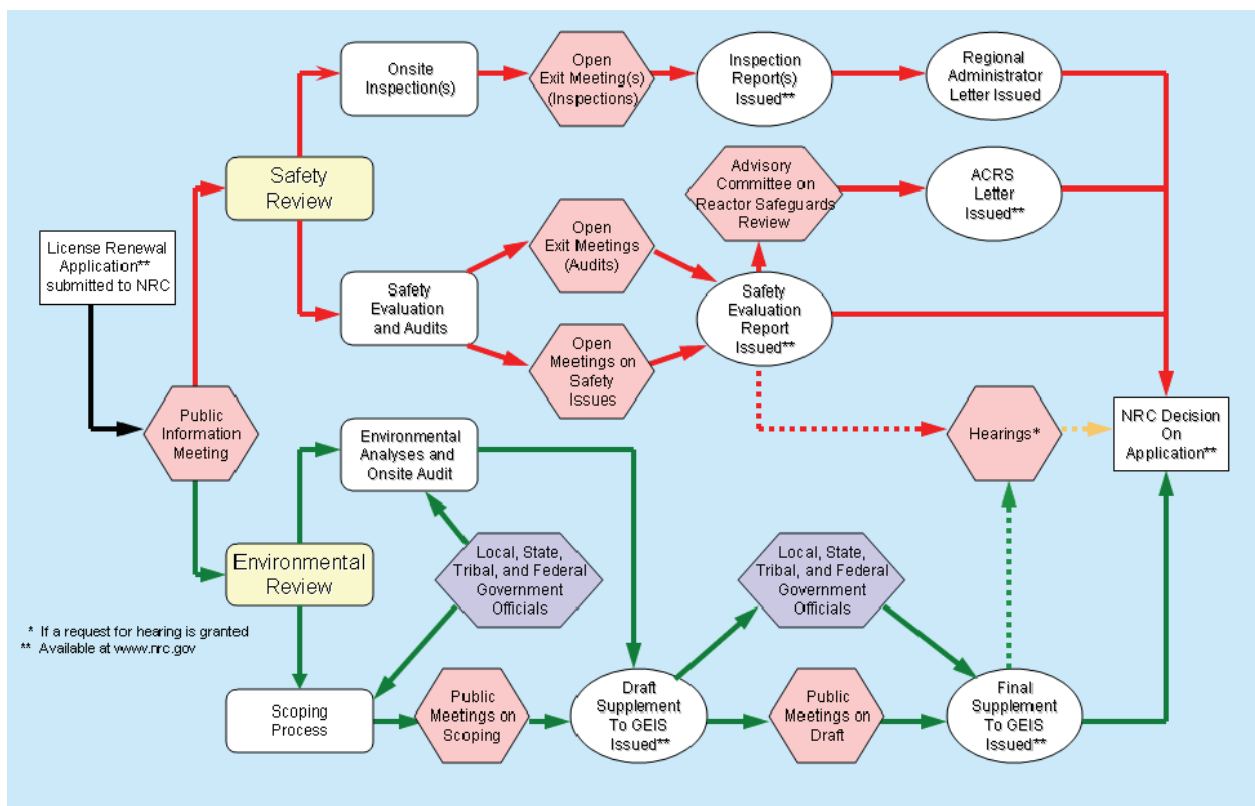 Onsite
Inspection(s)
Open
Exit Meeting(s)
(Inspections)
Inspection
Report(s)
Issued**
Regional
Administrator
Letter Issued
Safety
Review
Advisory
Committee on
Reactor Safeguards
Review
ACRS
Letter
Issued**
License Renewal
Application**
submitted to NRC
Safety
Evaluation
and Audits
Open
Exit Meetings
(Audits)
Open
Meetings on
Safety
Issues
Safety
Evaluation
Report
Issued**
Public
Information
Meeting
Environmental
Analyses and
Onsite Audit
Hearings*
NRC Decision
On
Application**
Environmental
Review
Local, State,
Tribal, and Federal
Government
Officials
Local, State,
Tribal, and Federal
Government
Officials
* If a request for hearing is granted
** Available at www.nrc.gov
Scoping
Process
Public
Meetings on
Scoping
Draft
Supplement
To GEIS
Issued**
Public
Meetings on
Draft
Final
Supplement
To GEIS
Issued**